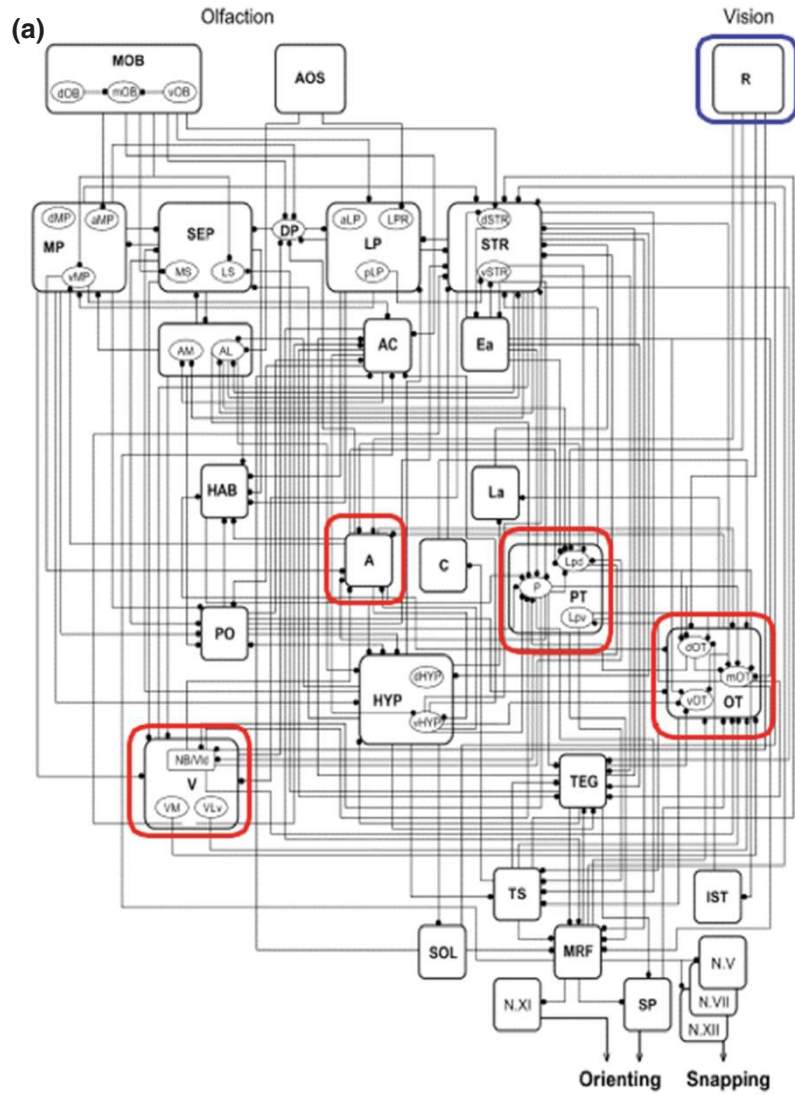 (a)
Olfaction
Vision
MOB
dOB mOB vOB
AOS
R
dMP aMP
MP
vMP
SEP
MS LS
DP
aLP LPR
LP
pLP
dSTR
STR
vSTR
AM AL
AC
Ea
HAB
La
A
C
Lpd
P
PT
Lpv
PO
dOT
mOT
vOT OT
dHYP
HYP
vHYP
NB/Vld
V
VM VLv
TEG
TS
IST
SOL
MRF
N.V
N.VII
N.XII
N.XI
SP
Orienting
Snapping